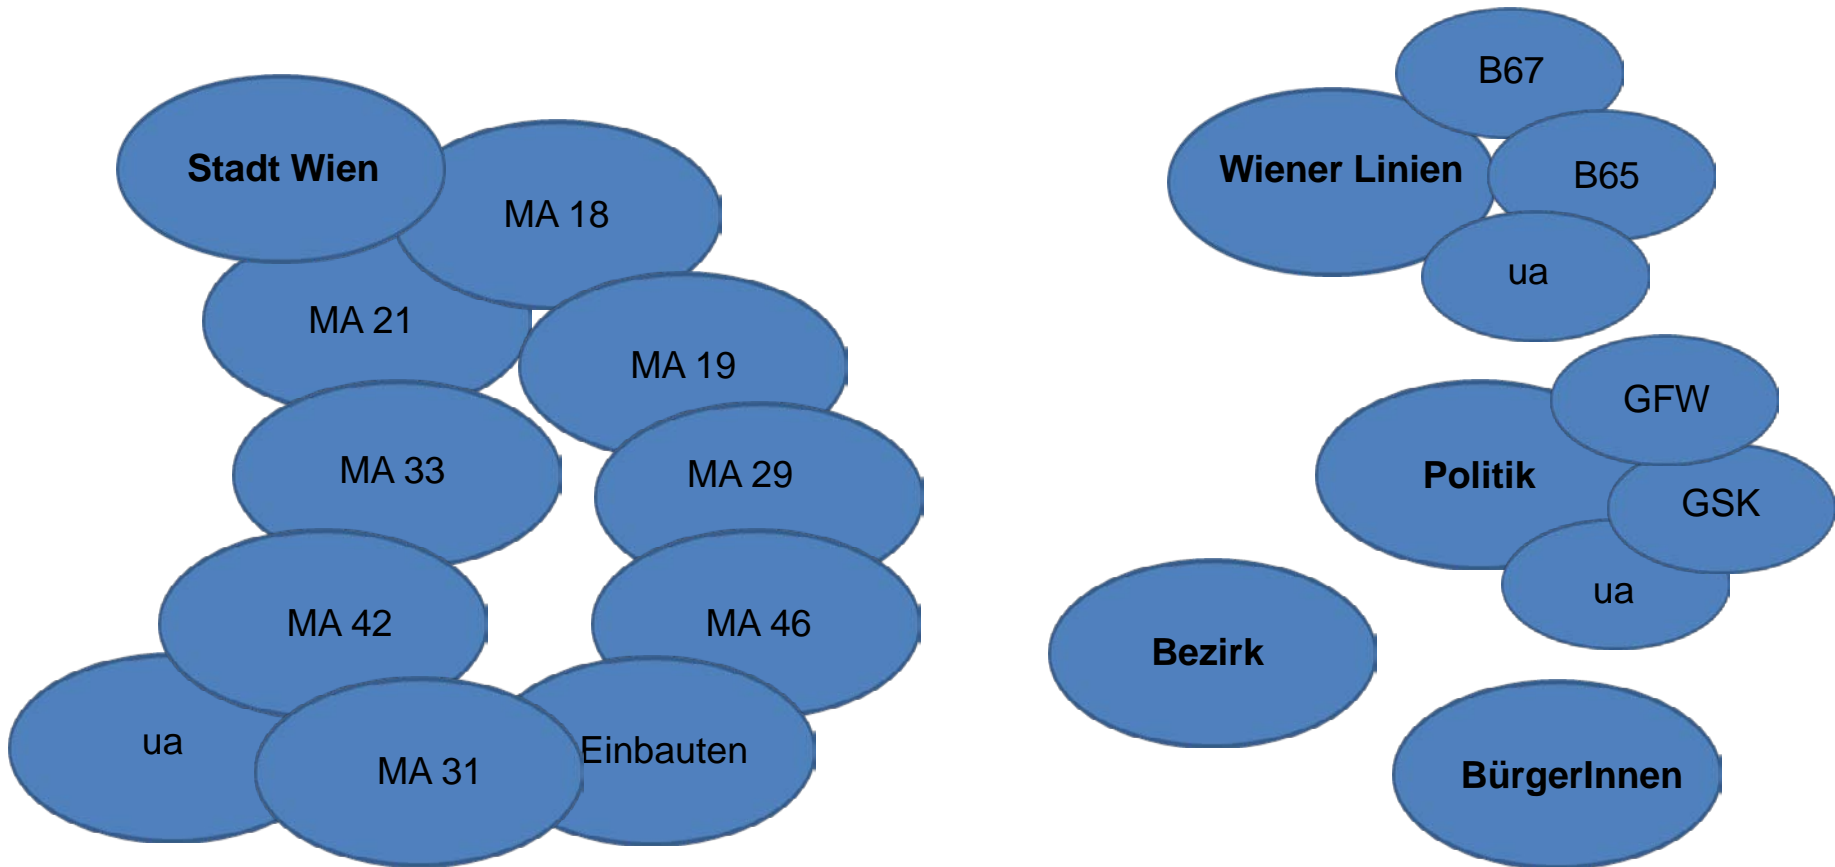 Stadt Wien
MA 18
MA 21
MA 19
MA 33
MA 29
MA 42
MA 46
ua
MA 31
Einbauten
B67
Wiener Linien
B65
ua
GFW
Politik
GSK
ua
Bezirk
BürgerInnen